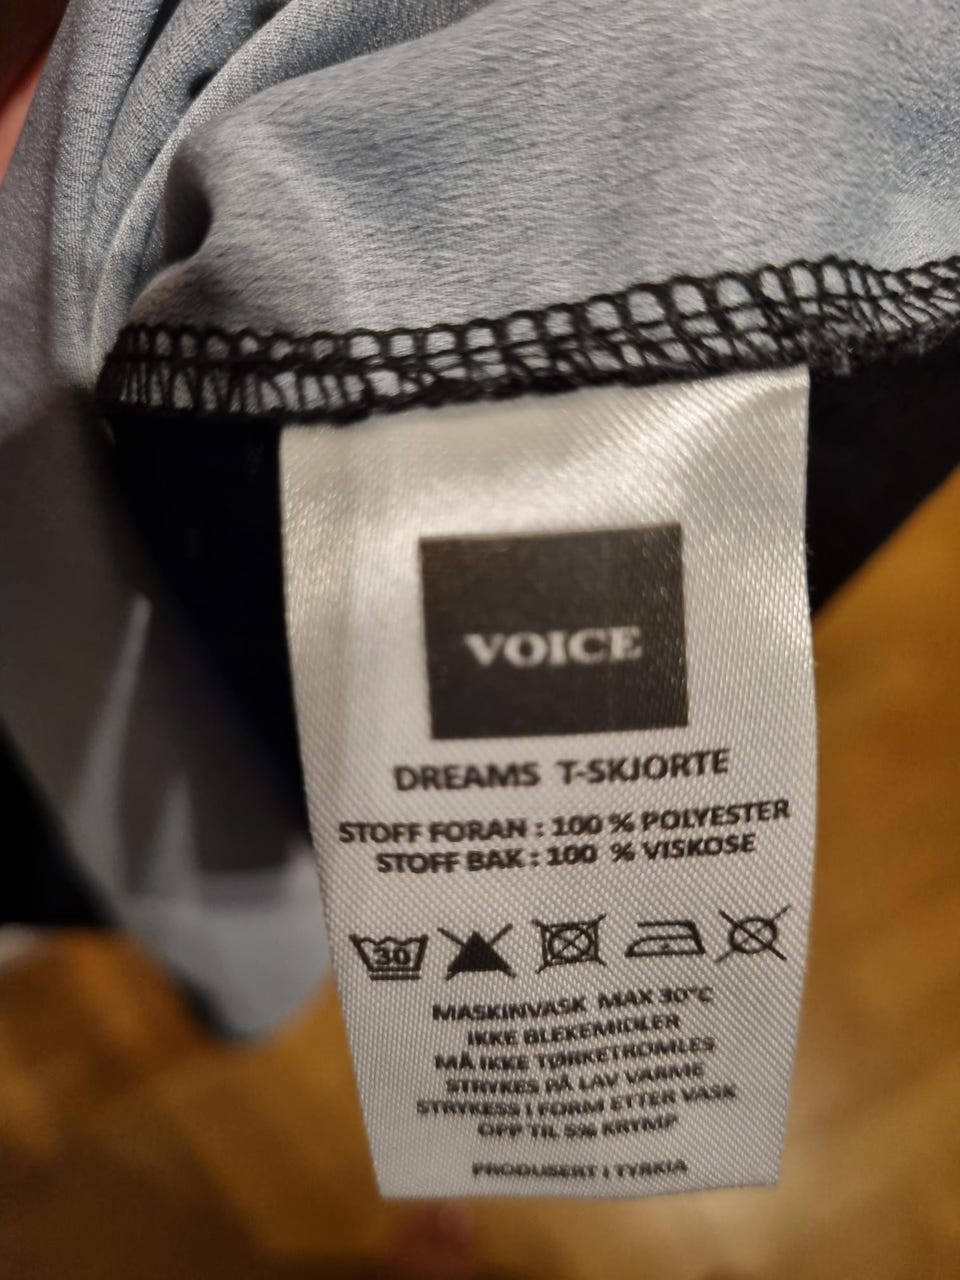 VOICE
DREAMS T-SKJORTE
STOFF FORAN : 100 % POLYESTER
STOFF BAK : 100 % VISKOSE
30
MASKINVASK MAX 30°C
IKKE BLEKEMIDLER
MÅ IKKE TØRKETROMLES
STRYKES PÅ LAV VARME
STRYKESS I FORM ETTER VASK
OPP TIL 5% KRYMP
PRODUSERT I TYRKIA